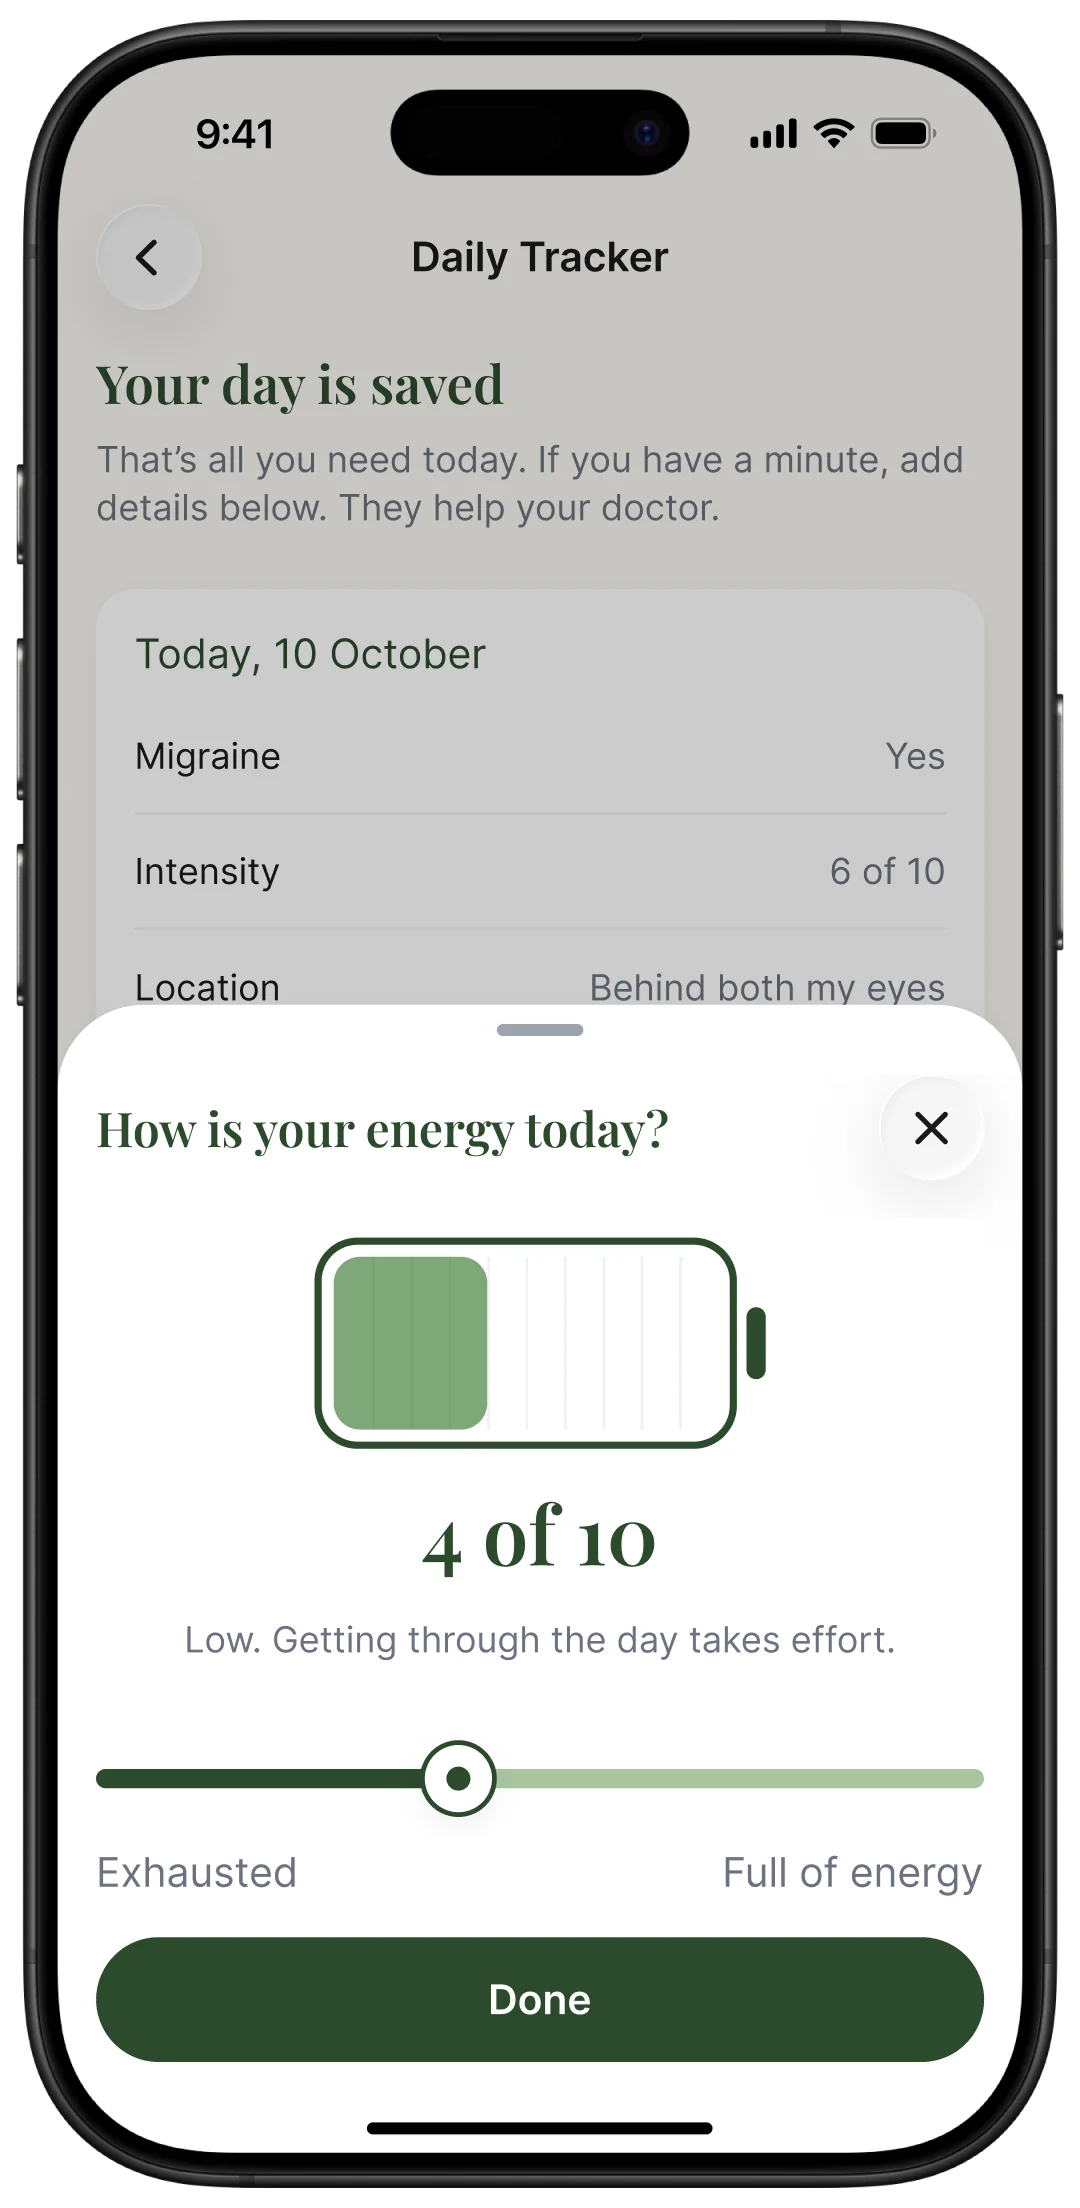 9:41
Daily Tracker
Your day is saved
That’s all you need today. If you have a minute, add
details below. They help your doctor.
Today, 10 October
Migraine Yes
Intensity 6 of 10
Location Behind both my eyes
How is your energy today?
4 of 10
Low. Getting through the day takes effort.
Exhausted Full of energy
Done